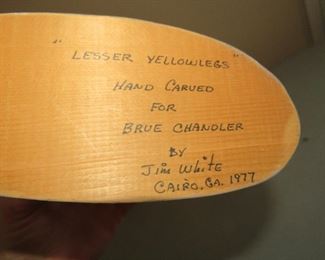 "LESSER YELLOWLEGS"
HAND CARVED
FOR
BRUE CHANDLER
BY
Jim White
CAIRO, GA. 1977